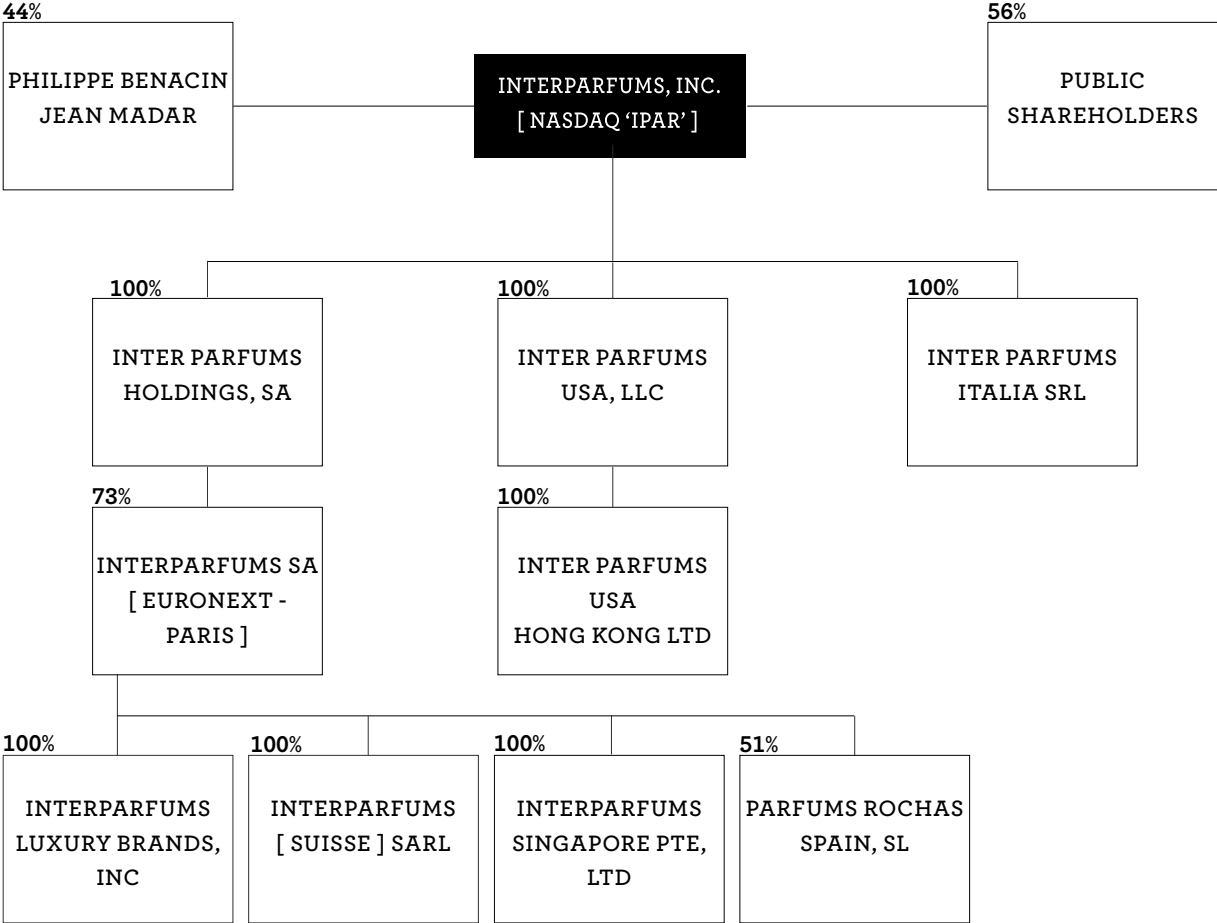 44%
PHILIPPE BENACIN
JEAN MADAR
INTERPARFUMS, INC.
[ NASDAQ ‘IPAR’ ]
56%
PUBLIC
SHAREHOLDERS
100%
INTER PARFUMS
HOLDINGS, SA
100%
INTER PARFUMS
USA, LLC
100%
INTER PARFUMS
ITALIA SRL
73%
INTERPARFUMS SA
[ EURONEXT -
PARIS ]
100%
INTER PARFUMS
USA
HONG KONG LTD
100%
INTERPARFUMS
LUXURY BRANDS,
INC
100%
INTERPARFUMS
[ SUISSE ] SARL
100%
INTERPARFUMS
SINGAPORE PTE,
LTD
51%
PARFUMS ROCHAS
SPAIN, SL